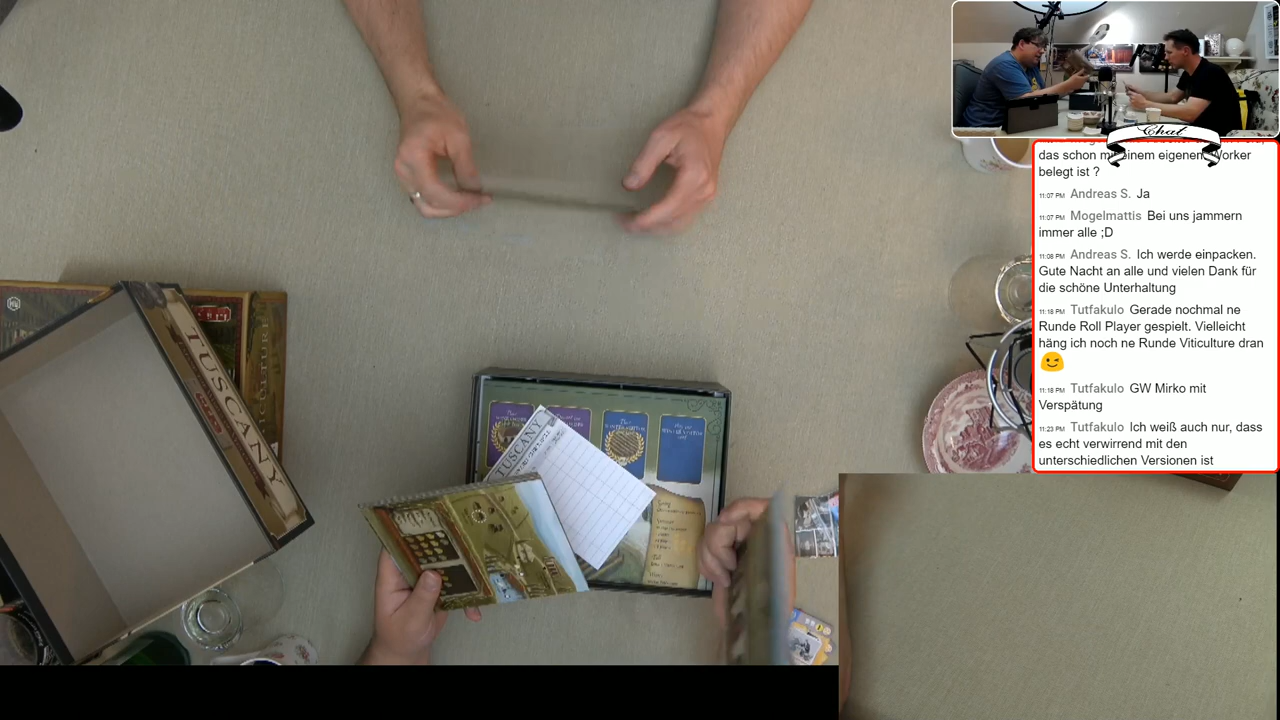 Chat
das schon mit einem eigenen Worker
belegt ist ?
11:07 PM Andreas S. Ja
11:07 PM Mogelmattis Bei uns jammern
immer alle ;D
11:08 PM Andreas S. Ich werde einpacken.
Gute Nacht an alle und vielen Dank für
die schöne Unterhaltung
11:18 PM Tutfakulo Gerade nochmal ne
Runde Roll Player gespielt. Vielleicht
häng ich noch ne Runde Viticulture dran
😉
11:18 PM Tutfakulo GW Mirko mit
Verspätung
11:23 PM Tutfakulo Ich weiß auch nur, dass
es echt verwirrend mit den
unterschiedlichen Versionen ist
TUSCANY
VITICULTURE
TUSCANY